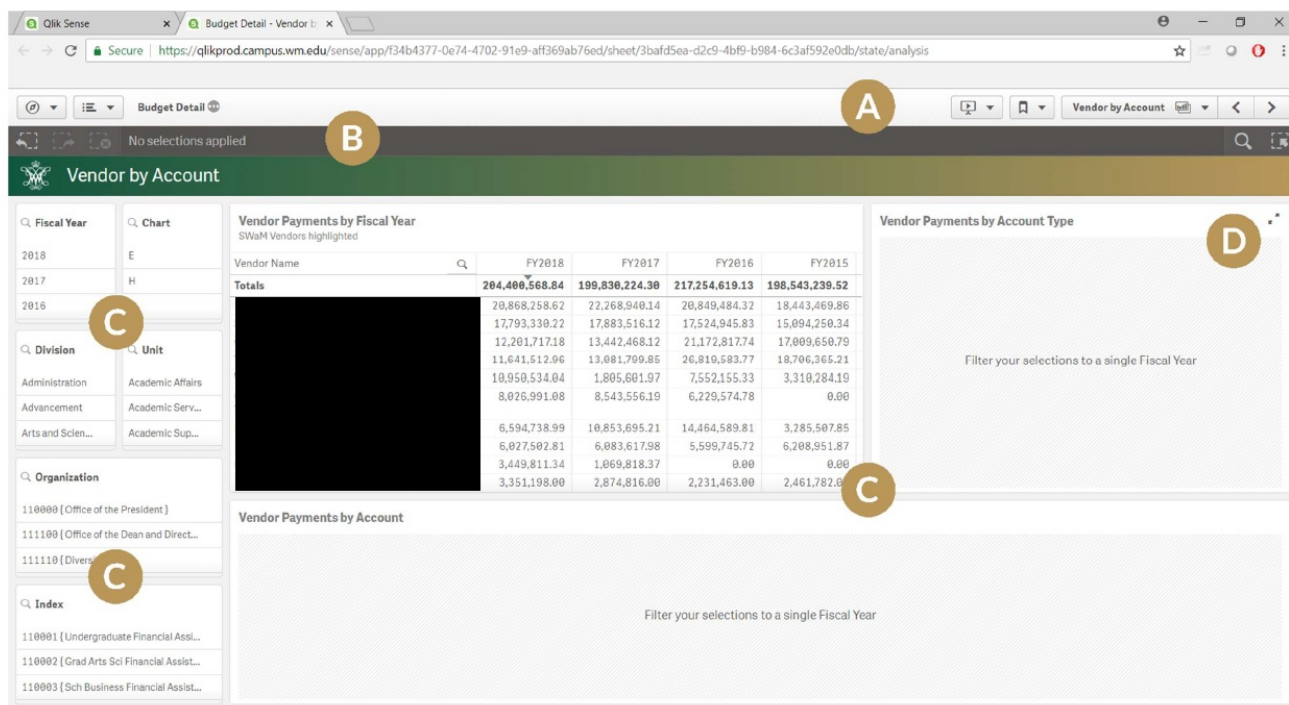 Qlik Sense
Budget Detail - Vendor b
Secure | https://qlikprod.campus.wm.edu/sense/app/f34b4377-0e74-4702-91e9-aff369ab76ed/sheet/3bafd5ea-d2c9-4bf9-b984-6c3af592e0db/state/analysis
Budget Detail
A
Vendor by Account
No selections applied
B
Vendor by Account
Fiscal Year
2018
2017
2016
Chart
E
H
C
Division
Administration
Advancement
Arts and Scien...
Unit
Academic Affairs
Academic Serv...
Academic Sup...
Organization
110000 [Office of the President]
111100 [Office of the Dean and Direct...
111110 [Divers
C
Index
110001 [Undergraduate Financial Assi...
110002 [Grad Arts Sci Financial Assist...
110003 [Sch Business Financial Assist...
Vendor Payments by Fiscal Year
SWaM Vendors highlighted
Vendor Name FY2018 FY2017 FY2016 FY2015
Totals 204,400,568.84 199,830,224.30 217,254,619.13 198,543,239.52
20,868,258.62 22,268,940.14 20,849,484.32 18,443,469.86
17,793,330.22 17,883,516.12 17,524,945.83 15,094,250.34
12,201,717.18 13,442,468.12 21,172,817.74 17,009,650.79
11,641,512.96 13,081,799.85 26,819,583.77 18,706,365.21
10,950,534.04 1,805,601.97 7,552,155.33 3,310,284.19
8,026,991.08 8,543,556.19 6,229,574.78 0.00
6,594,738.99 10,853,695.21 14,464,589.81 3,285,507.85
6,027,502.81 6,083,617.98 5,599,745.72 6,208,951.87
3,449,811.34 1,069,818.37 0.00 0.00
3,351,198.00 2,874,816.00 2,231,463.00 2,461,782.0
C
Vendor Payments by Account Type
D
Filter your selections to a single Fiscal Year
Vendor Payments by Account
Filter your selections to a single Fiscal Year